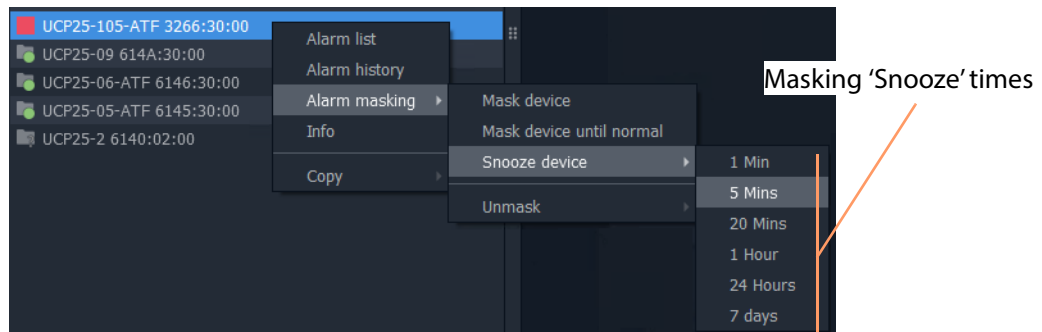 UCP25-105-ATF 3266:30:00
UCP25-09 614A:30:00
UCP25-06-ATF 6146:30:00
UCP25-05-ATF 6145:30:00
UCP25-2 6140:02:00
Alarm list
Alarm history
Alarm masking
Info
Copy
Mask device
Mask device until normal
Snooze device
Unmask
1 Min
5 Mins
20 Mins
1 Hour
24 Hours
7 days
Masking ‘Snooze’ times